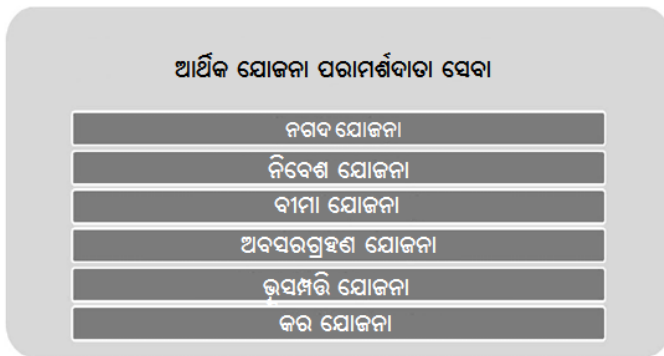 ଆର୍ଥିକ ଯୋଜନା ପରାମର୍ଶଦାତା ସେବା
ନଗଦ ଯୋଜନା
ନିବେଶ ଯୋଜନା
ବୀମା ଯୋଜନା
ଅବସରଗ୍ରହଣ ଯୋଜନା
ଭୂସମ୍ପତ୍ତି ଯୋଜନା
କର ଯୋଜନା